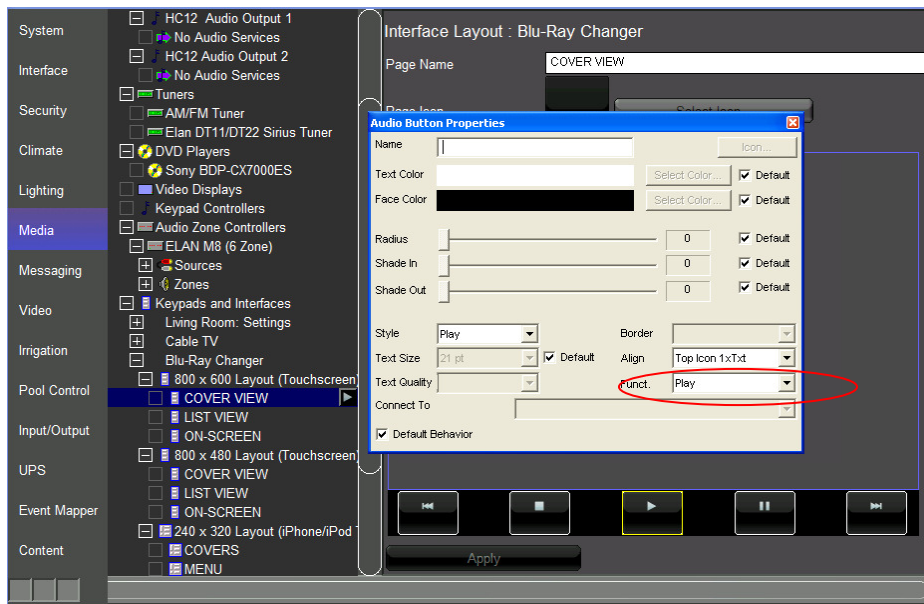 System
Interface
Security
Climate
Lighting
Media
Messaging
Video
Irrigation
Pool Control
Input/Output
UPS
Event Mapper
Content
HC12 Audio Output 1
No Audio Services
HC12 Audio Output 2
No Audio Services
Tuners
AM/FM Tuner
Elan DT11/DT22 Sirius Tuner
DVD Players
Sony BDP-CX7000ES
Video Displays
Keypad Controllers
Audio Zone Controllers
ELAN M8 (6 Zone)
Sources
Zones
Keypads and Interfaces
Living Room: Settings
Cable TV
Blu-Ray Changer
800 x 600 Layout (Touchscreen)
COVER VIEW
LIST VIEW
ON-SCREEN
800 x 480 Layout (Touchscreen)
COVER VIEW
LIST VIEW
ON-SCREEN
240 x 320 Layout (iPhone/iPod T
COVERS
MENU
Interface Layout : Blu-Ray Changer
Page Name COVER VIEW
Page Icon Select Icon
Audio Button Properties
Name Icon...
Text Color Select Color... Default
Face Color Select Color... Default
Radius 0 Default
Shade In 0 Default
Shade Out 0 Default
Style Play Border
Text Size 21 pt Default Align Top Icon 1xTxt
Text Quality Funct. Play
Connect To
Default Behavior
Apply